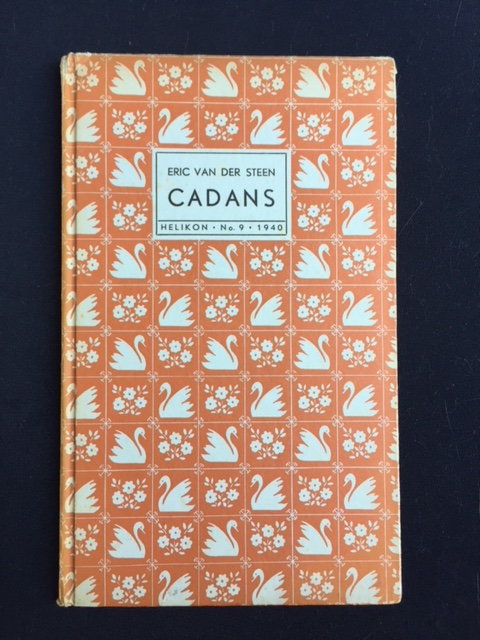 ERIC VAN DER STEEN
CADANS
HELIKON · No. 9 · 1940